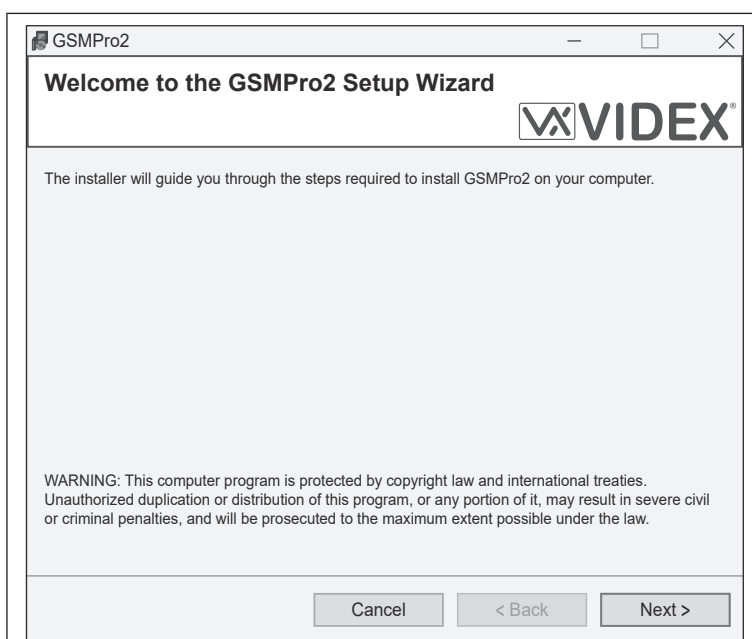 GSMPro2
Welcome to the GSMPro2 Setup Wizard
VIDEX®
The installer will guide you through the steps required to install GSMPro2 on your computer.
WARNING: This computer program is protected by copyright law and international treaties.
Unauthorized duplication or distribution of this program, or any portion of it, may result in severe civil
or criminal penalties, and will be prosecuted to the maximum extent possible under the law.
Cancel < Back Next >